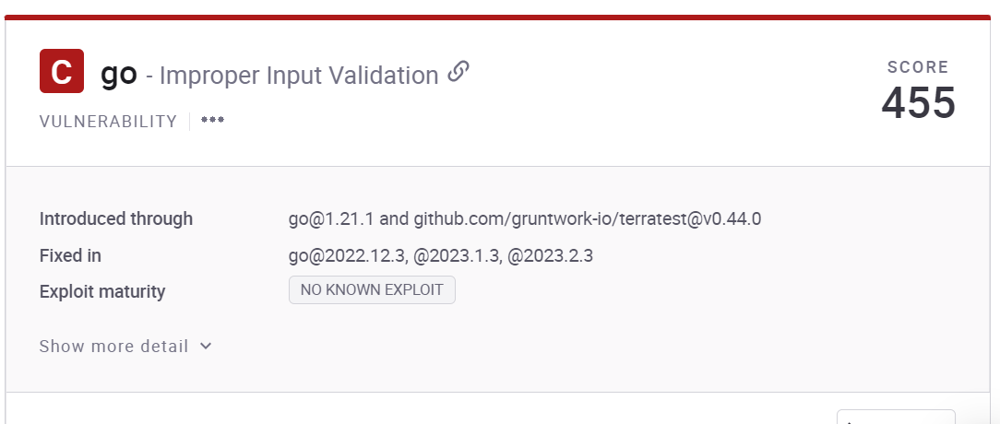 C go - Improper Input Validation
SCORE
455
VULNERABILITY
Introduced through go@1.21.1 and github.com/gruntwork-io/terratest@v0.44.0
Fixed in go@2022.12.3, @2023.1.3, @2023.2.3
Exploit maturity NO KNOWN EXPLOIT
Show more detail